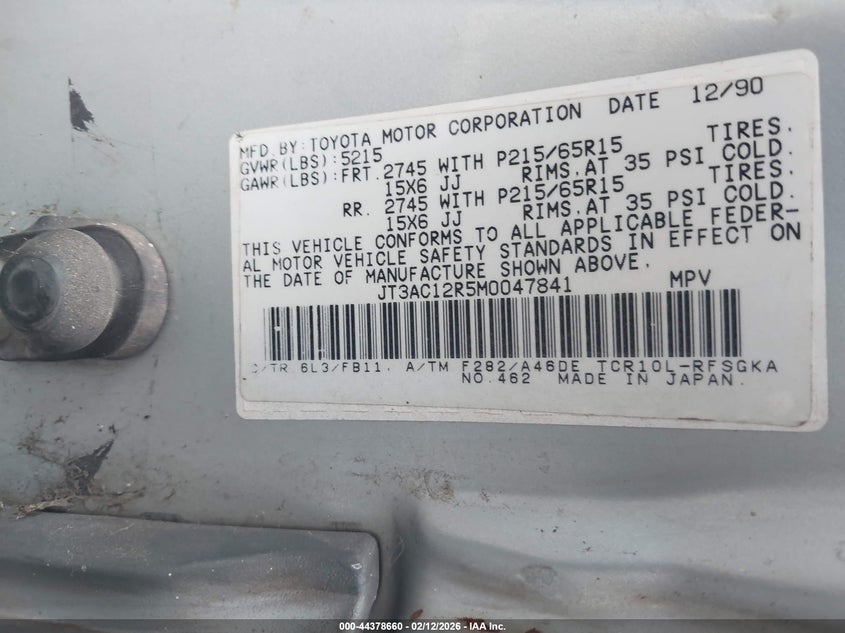 MFD BY:TOYOTA MOTOR CORPORATION DATE 12/90
GVWR(LBS):5215
GAWR(LBS):FRT. 2745 WITH P215/65R15 TIRES.
15X6 JJ RIMS,AT 35 PSI COLD.
RR. 2745 WITH P215/65R15 TIRES.
15X6 JJ RIMS,AT 35 PSI COLD.
THIS VEHICLE CONFORMS TO ALL APPLICABLE FEDER-
AL MOTOR VEHICLE SAFETY STANDARDS IN EFFECT ON
THE DATE OF MANUFACTURE SHOWN ABOVE.
JT3AC12R5M0047841 MPV
C/TR 6L3/FB11. A/TM F282/A46DE TCR10L-RFSGKA
NO.462 MADE IN JAPAN.
000-44378660 - 02/12/2026 - IAA Inc.